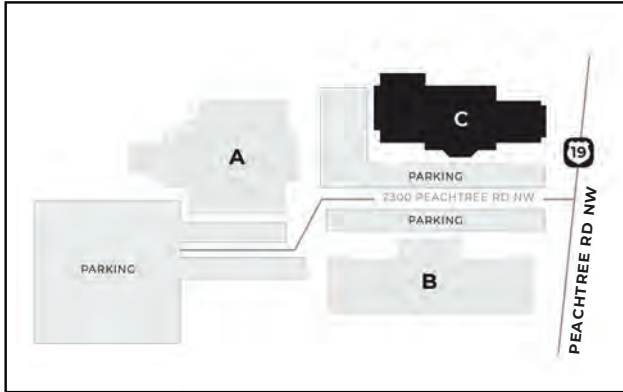 C
A
PARKING
2300 PEACHTREE RD NW
19
PARKING
PARKING
B
PEACHTREE RD NW